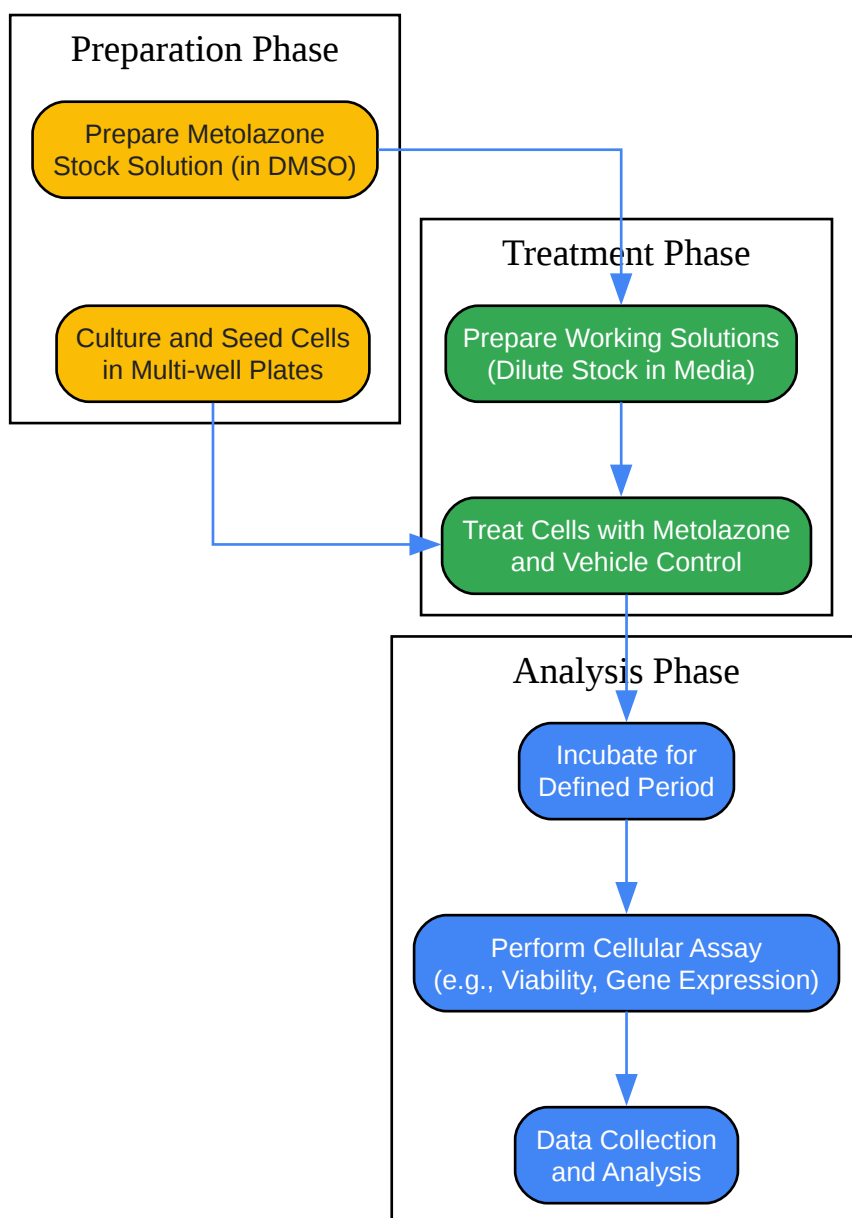 Preparation Phase
Prepare Metolazone
Stock Solution (in DMSO)
Culture and Seed Cells
in Multi-well Plates
Treatment Phase
Prepare Working Solutions
(Dilute Stock in Media)
Treat Cells with Metolazone
and Vehicle Control
Analysis Phase
Incubate for
Defined Period
Perform Cellular Assay
(e.g., Viability, Gene Expression)
Data Collection
and Analysis